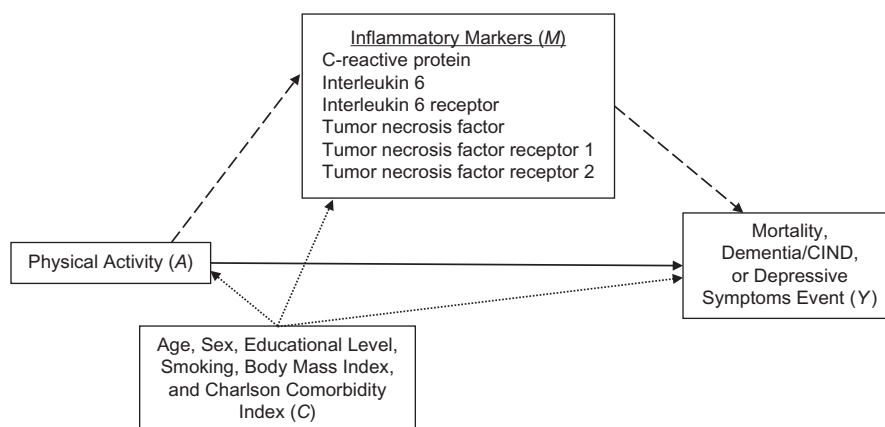 Inflammatory Markers (M)
C-reactive protein
Interleukin 6
Interleukin 6 receptor
Tumor necrosis factor
Tumor necrosis factor receptor 1
Tumor necrosis factor receptor 2
Physical Activity (A)
Mortality,
Dementia/CIND,
or Depressive
Symptoms Event (Y)
Age, Sex, Educational Level,
Smoking, Body Mass Index,
and Charlson Comorbidity
Index (C)